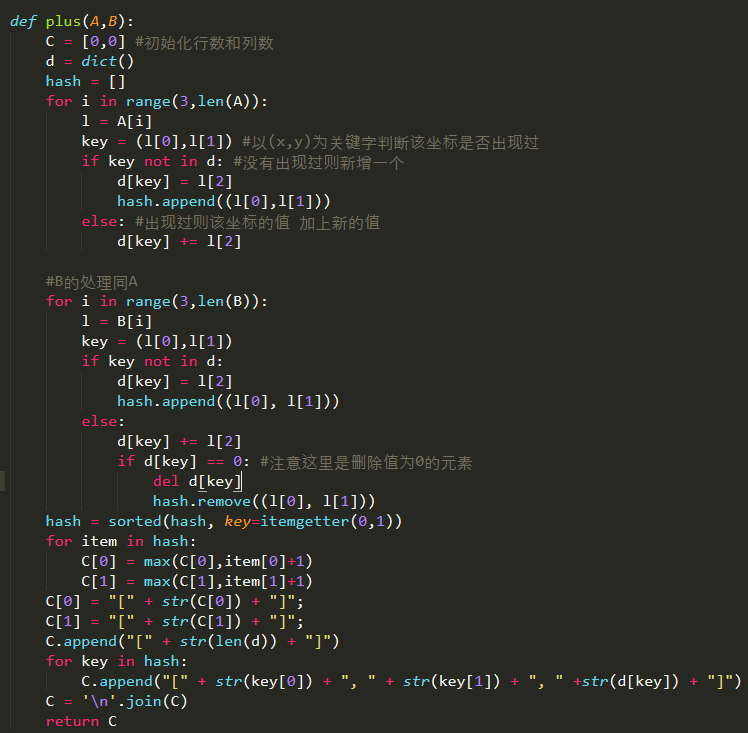 def plus(A,B):
    C = [0,0] #初始化行数和列数
    d = dict()
    hash = []
    for i in range(3,len(A)):
        l = A[i]
        key = (l[0],l[1]) #以(x,y)为关键字判断该坐标是否出现过
        if key not in d: #没有出现过则新增一个
            d[key] = l[2]
            hash.append((l[0],l[1]))
        else: #出现过则该坐标的值 加上新的值
            d[key] += l[2]

    #B的处理同A
    for i in range(3,len(B)):
        l = B[i]
        key = (l[0],l[1])
        if key not in d:
            d[key] = l[2]
            hash.append((l[0], l[1]))
        else:
            d[key] += l[2]
            if d[key] == 0: #注意这里是删除值为0的元素
                del d[key]
                hash.remove((l[0], l[1]))
    hash = sorted(hash, key=itemgetter(0,1))
    for item in hash:
        C[0] = max(C[0],item[0]+1)
        C[1] = max(C[1],item[1]+1)
    C[0] = "[" + str(C[0]) + "]";
    C[1] = "[" + str(C[1]) + "]";
    C.append("[" + str(len(d)) + "]")
    for key in hash:
        C.append("[" + str(key[0]) + ", " + str(key[1]) + ", " +str(d[key]) + "]")
    C = '\n'.join(C)
    return C